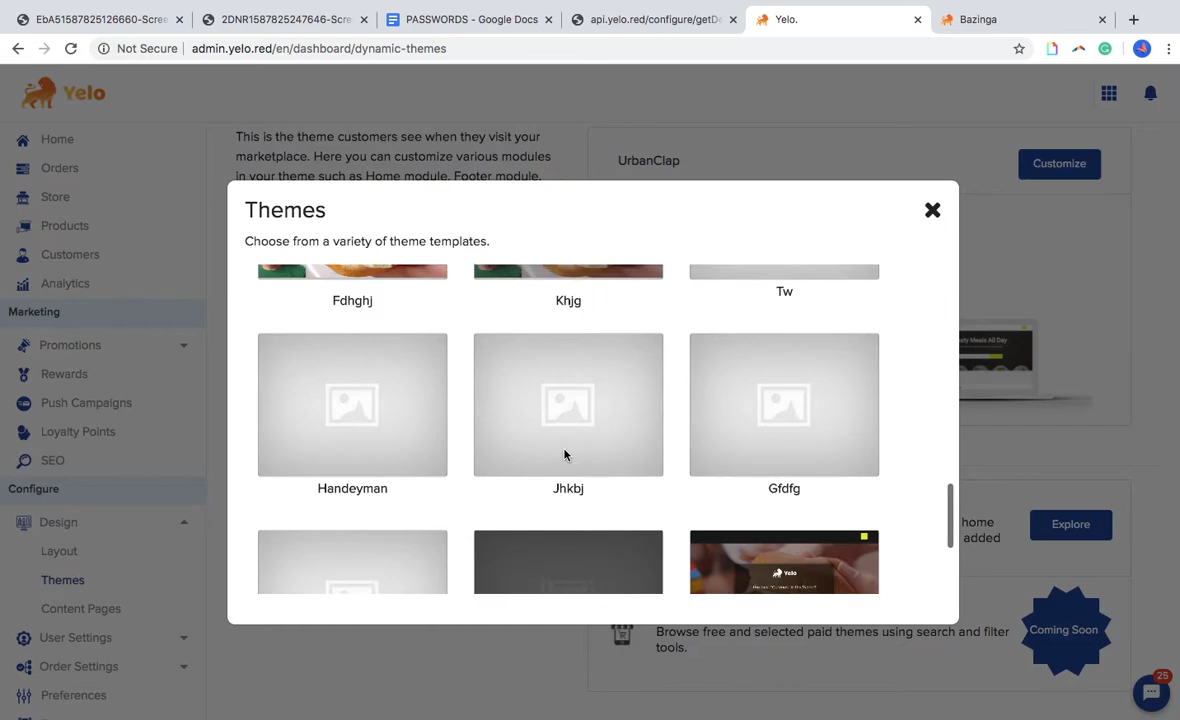 EbA51587825126660-Scree
2DNR1587825247646-Scre
PASSWORDS - Google Docs
api.yelo.red/configure/getDe
Yelo.
Bazinga
Not Secure
admin.yelo.red/en/dashboard/dynamic-themes
Yelo
Home
Orders
Store
Products
Customers
Analytics
Marketing
Promotions
Rewards
Push Campaigns
Loyalty Points
SEO
Configure
Design
Layout
Themes
Content Pages
User Settings
Order Settings
Preferences
This is the theme customers see when they visit your
marketplace. Here you can customize various modules
in your theme such as Home module, Footer module,
UrbanClap
Customize
Themes
Choose from a variety of theme templates.
Fdhghj
Khjg
Tw
Handeyman
Jhkbj
Gfdfg
Yelo
home
added
Explore
Browse free and selected paid themes using search and filter
tools.
Coming Soon
25